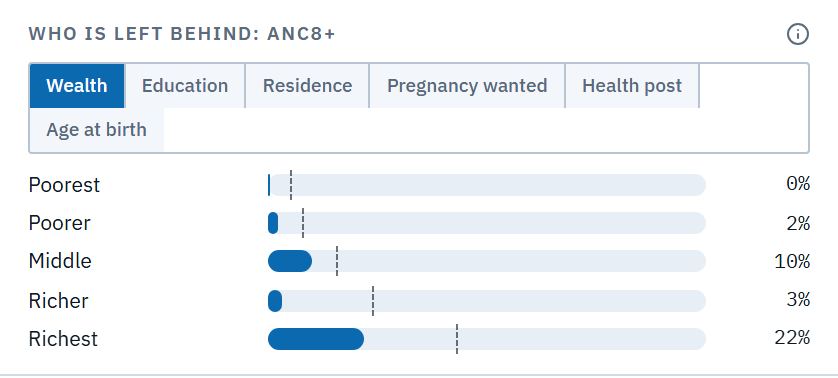 WHO IS LEFT BEHIND: ANC8+
Wealth Education Residence Pregnancy wanted Health post
Age at birth
Poorest 0%
Poorer 2%
Middle 10%
Richer 3%
Richest 22%